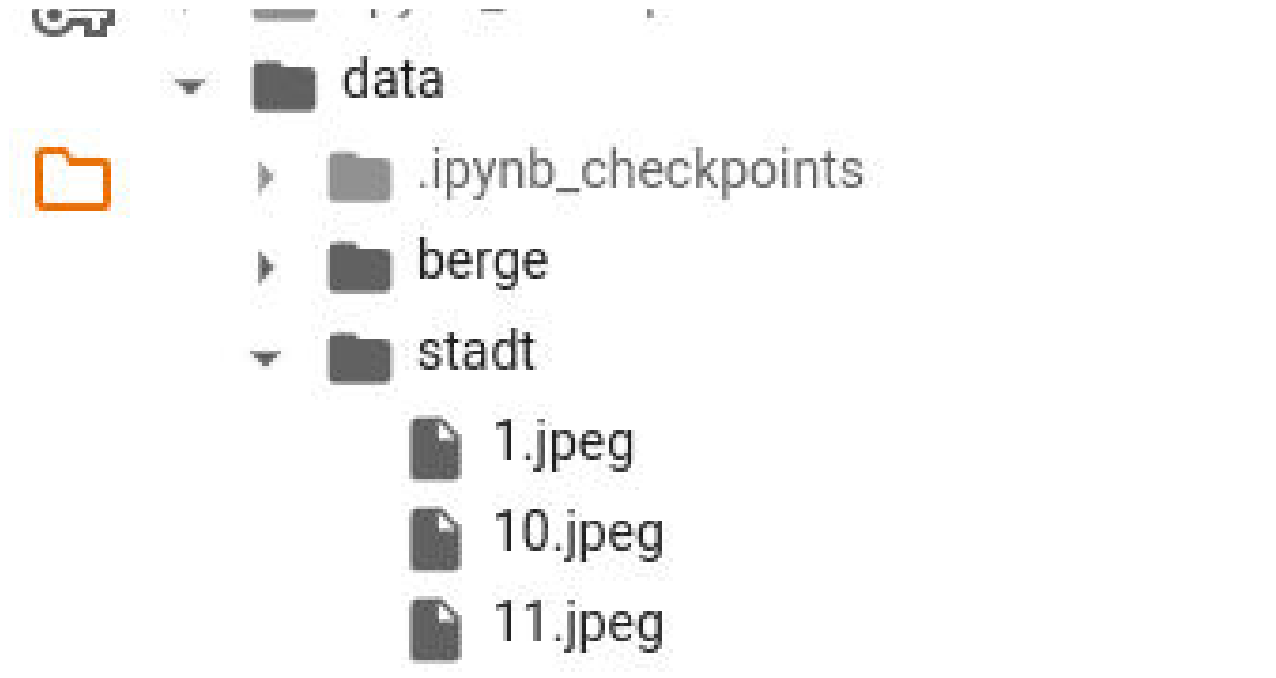 data
.ipynb_checkpoints
berge
stadt
1.jpeg
10.jpeg
11.jpeg